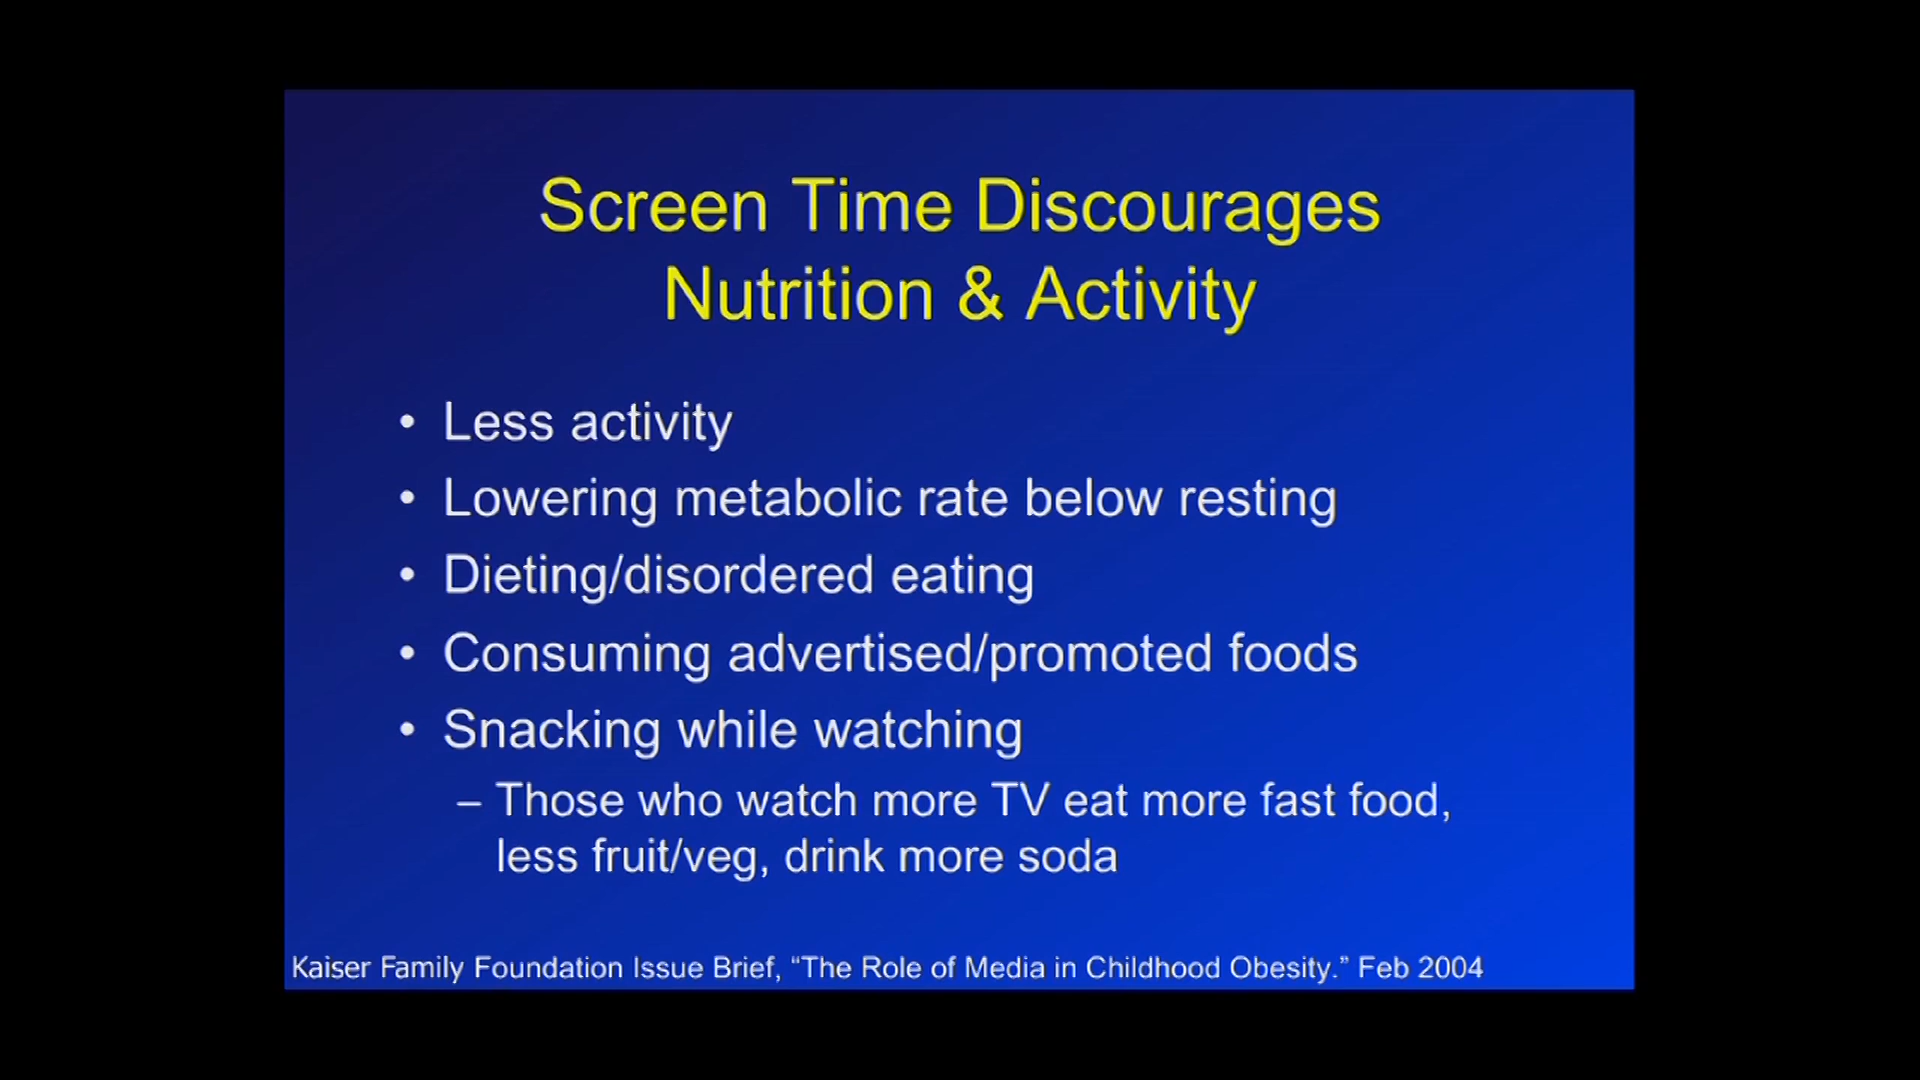 Screen Time Discourages
Nutrition & Activity
• Less activity
• Lowering metabolic rate below resting
• Dieting/disordered eating
• Consuming advertised/promoted foods
• Snacking while watching
– Those who watch more TV eat more fast food,
less fruit/veg, drink more soda
Kaiser Family Foundation Issue Brief, “The Role of Media in Childhood Obesity.” Feb 2004